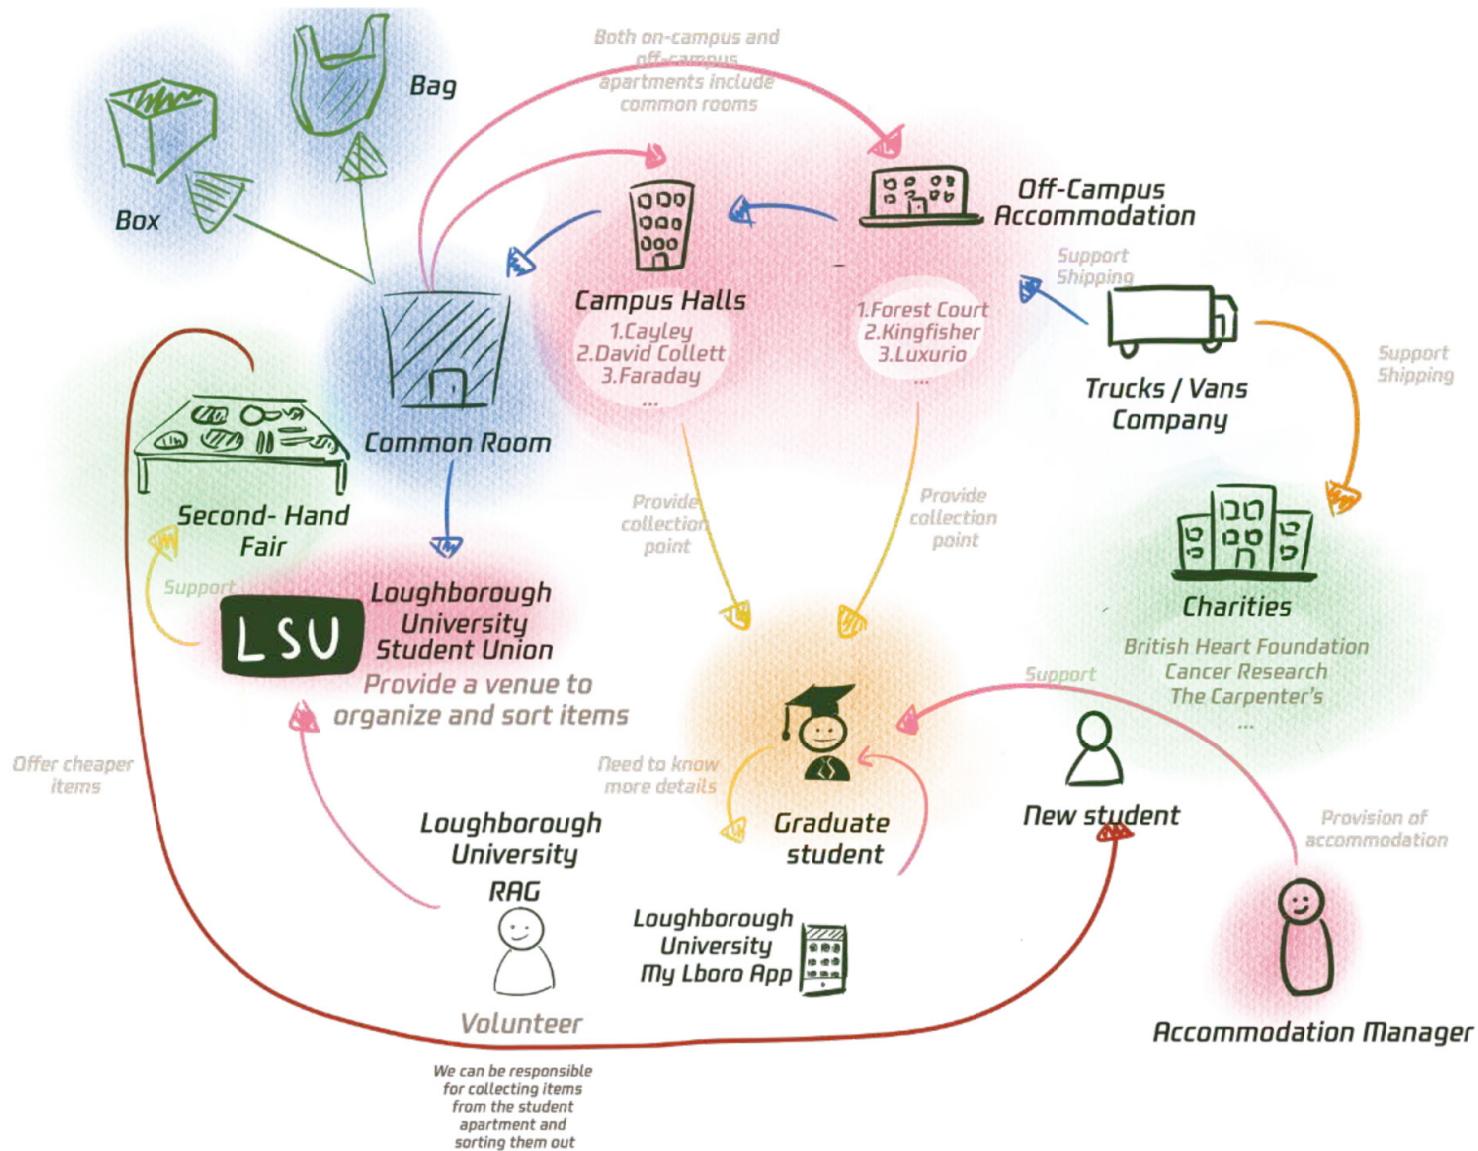 Both on-campus and
off-campus
apartments include
common rooms
Bag
Box
Off-Campus
Accommodation
Support
Shipping
Campus Halls
1.Cayley
2.David Collett
3.Faraday
...
1.Forest Court
2.Kingfisher
3.Luxurio
...
Trucks / Vans
Company
Support
Shipping
Common Room
Second- Hand
Fair
Provide
collection
point
Provide
collection
point
Support
LSU
Loughborough
University
Student Union
Provide a venue to
organize and sort items
Charities
British Heart Foundation
Cancer Research
The Carpenter's
...
Support
Offer cheaper
items
Need to know
more details
Graduate
student
New student
Provision of
accommodation
Loughborough
University
RAG
Volunteer
We can be responsible
for collecting items
from the student
apartment and
sorting them out
Loughborough
University
My Lboro App
Accommodation Manager